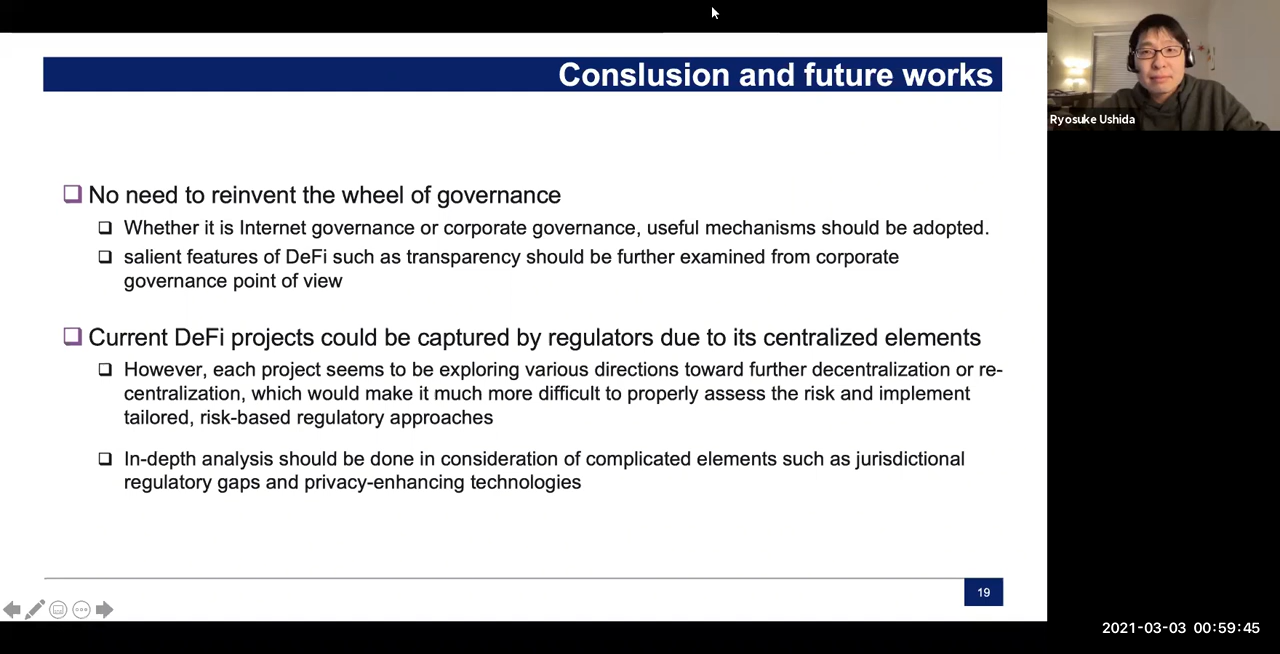 Conslusion and future works
Ryosuke Ushida
No need to reinvent the wheel of governance
Whether it is Internet governance or corporate governance, useful mechanisms should be adopted.
salient features of DeFi such as transparency should be further examined from corporate
governance point of view
Current DeFi projects could be captured by regulators due to its centralized elements
However, each project seems to be exploring various directions toward further decentralization or re-
centralization, which would make it much more difficult to properly assess the risk and implement
tailored, risk-based regulatory approaches
In-depth analysis should be done in consideration of complicated elements such as jurisdictional
regulatory gaps and privacy-enhancing technologies
19
2021-03-03 00:59:45